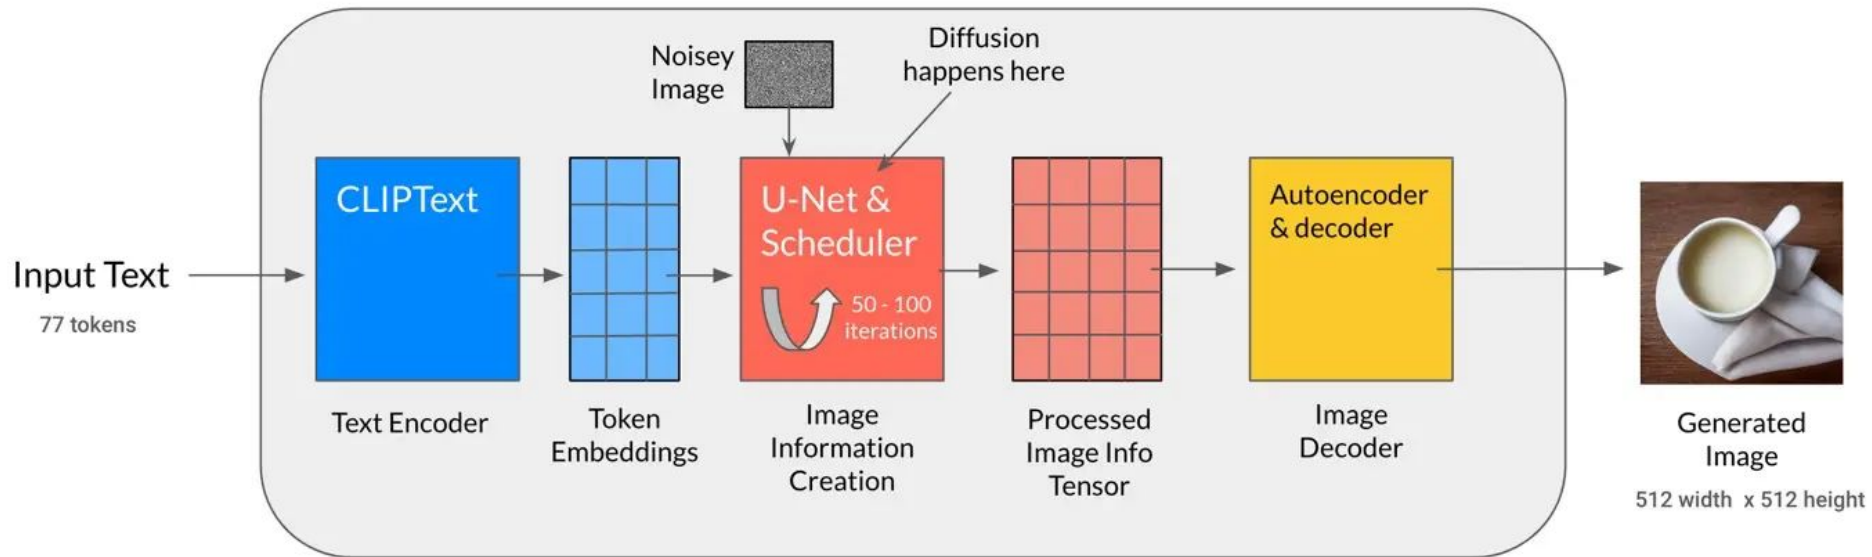 Noisey
Image
Diffusion
happens here
Input Text
77 tokens
CLIPText
Text Encoder
Token
Embeddings
U-Net &
Scheduler
50 - 100
iterations
Image
Information
Creation
Processed
Image Info
Tensor
Autoencoder
& decoder
Image
Decoder
Generated
Image
512 width x 512 height